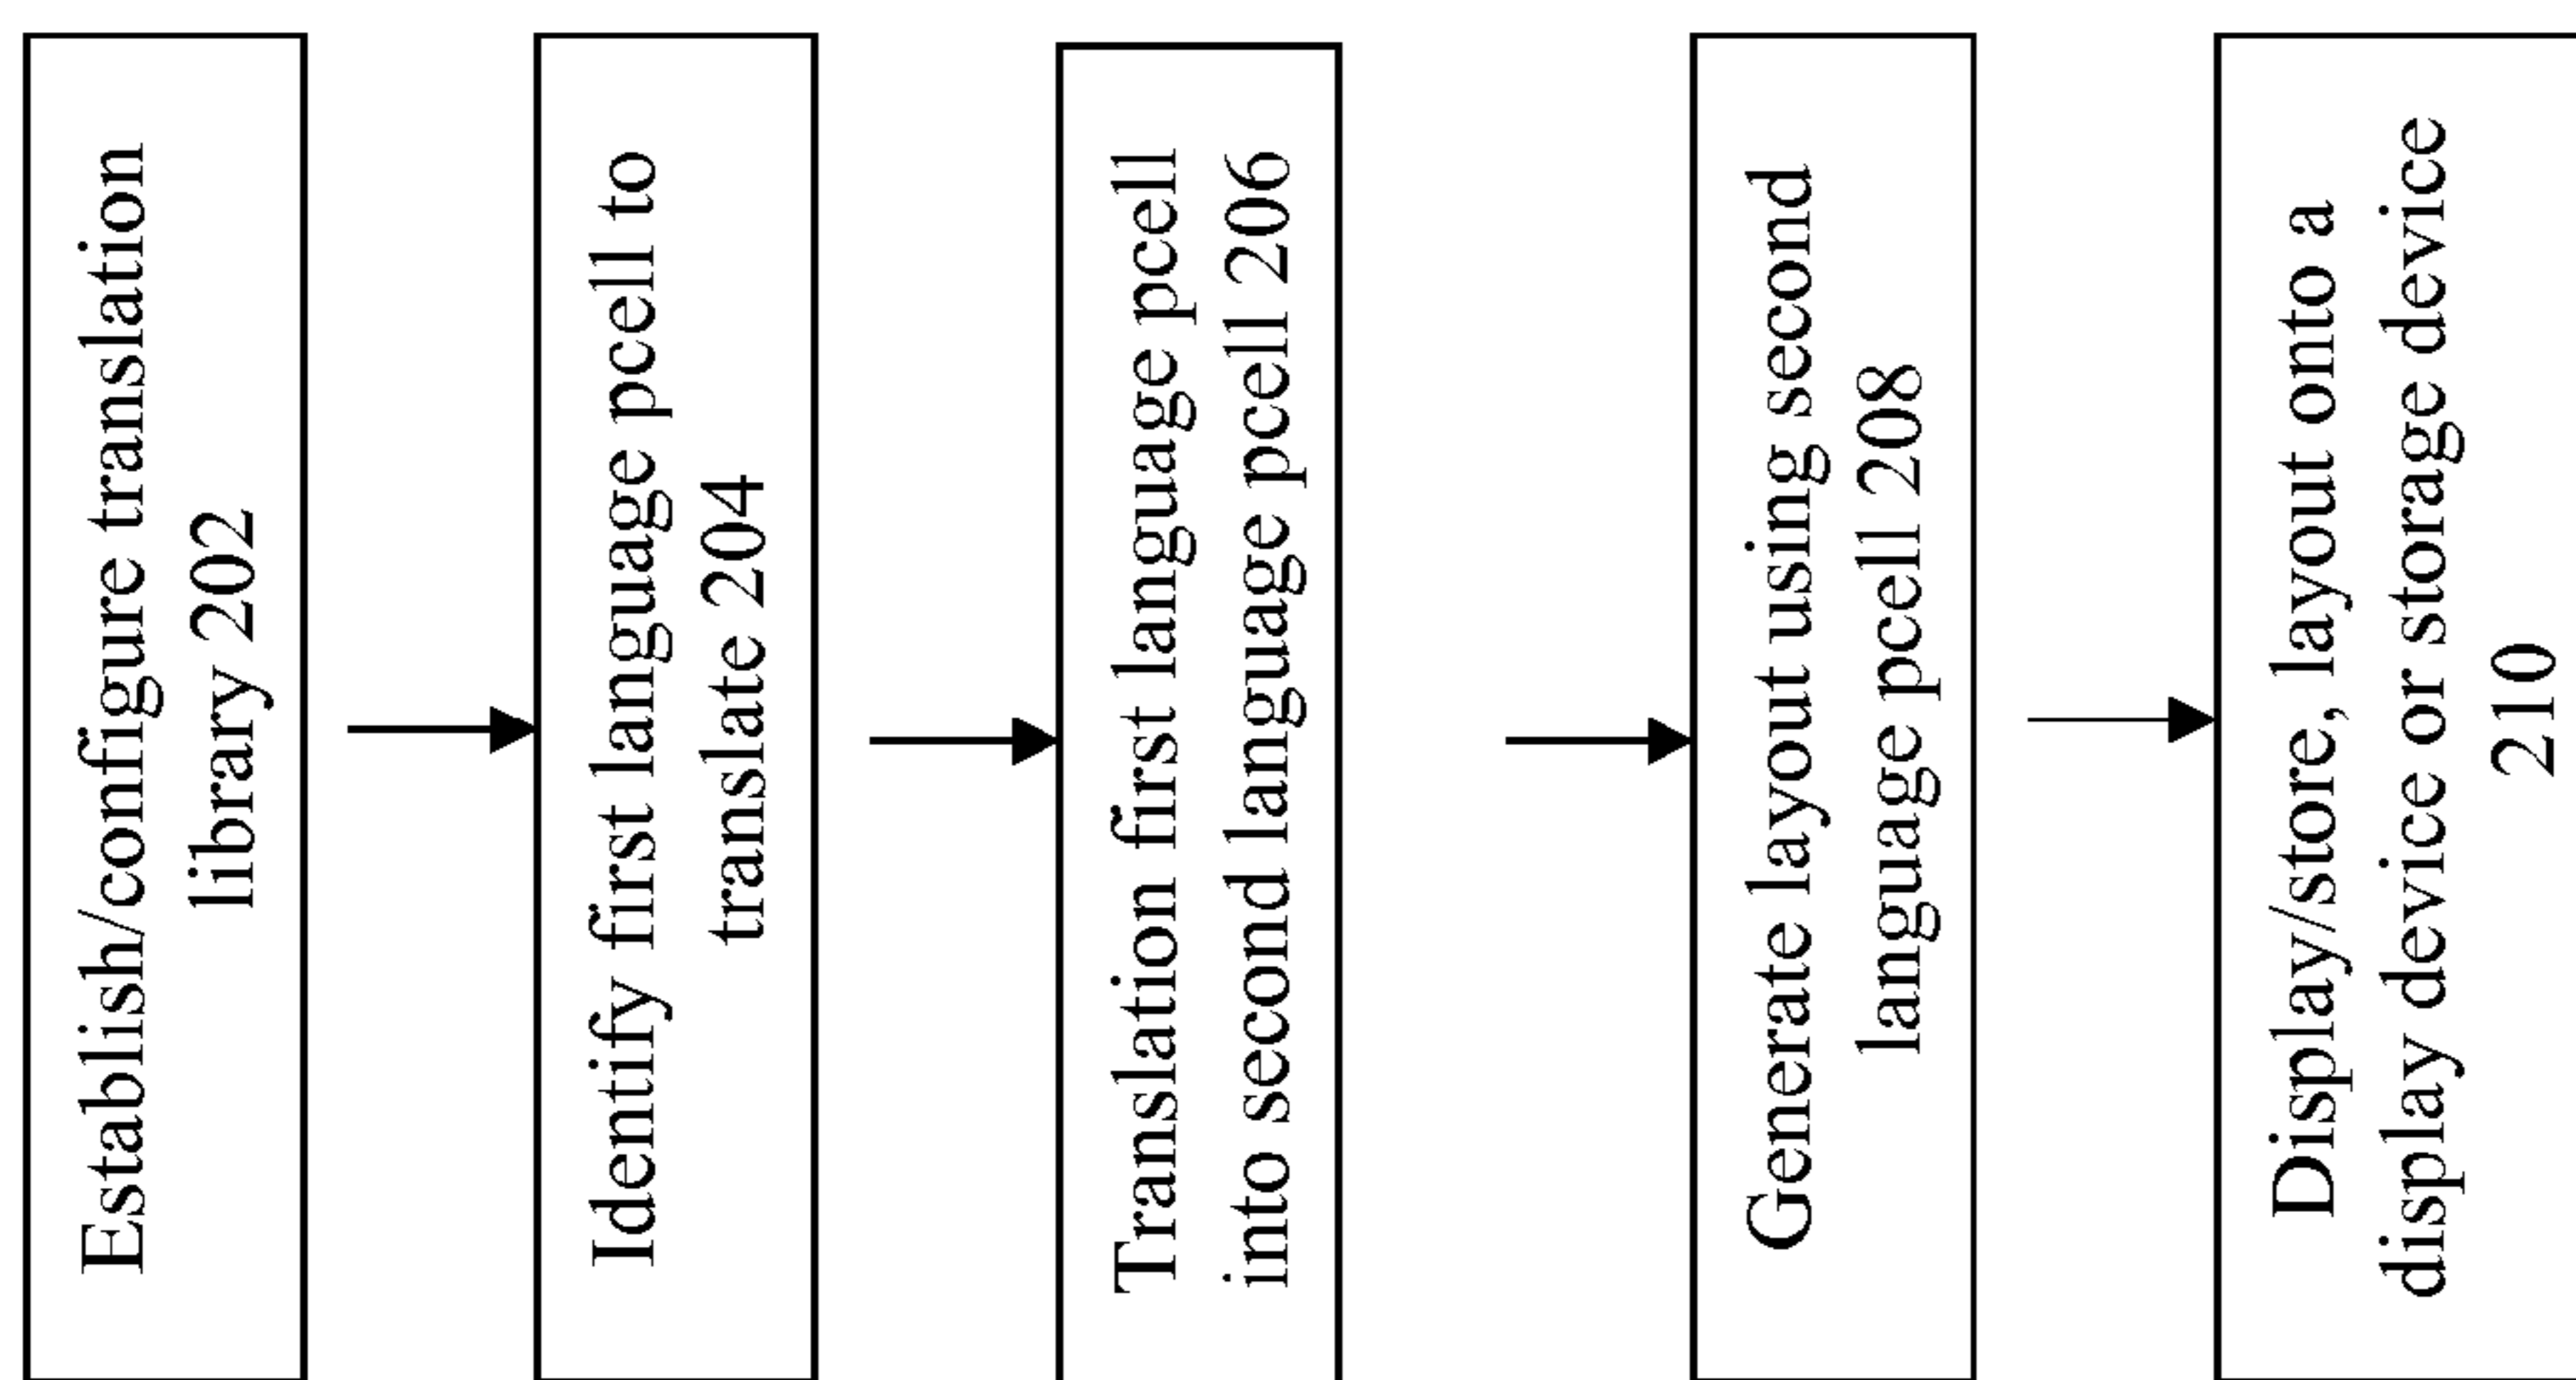 Establish/configure translation
library 202
Identify first language pcell to
translate 204
Translation first language pcell
into second language pcell 206
Generate layout using second
language pcell 208
Display/store, layout onto a
display device or storage device
210